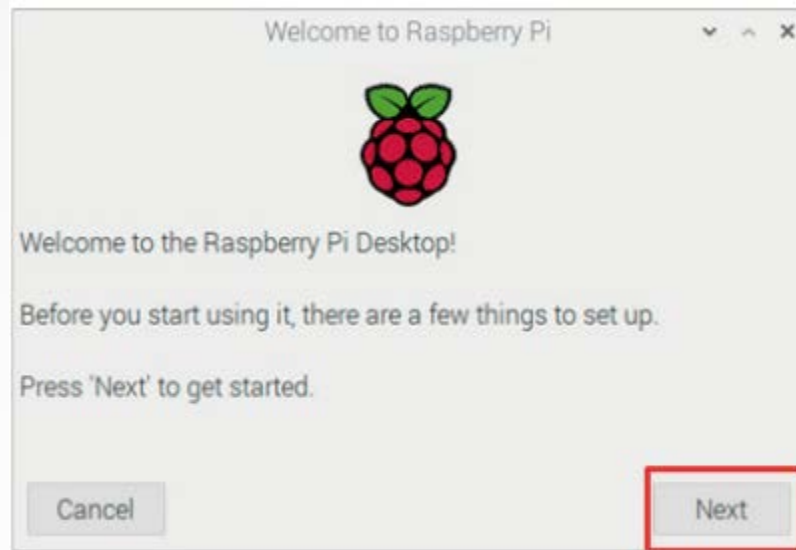 Welcome to Raspberry Pi
Welcome to the Raspberry Pi Desktop!
Before you start using it, there are a few things to set up.
Press 'Next' to get started.
Cancel
Next